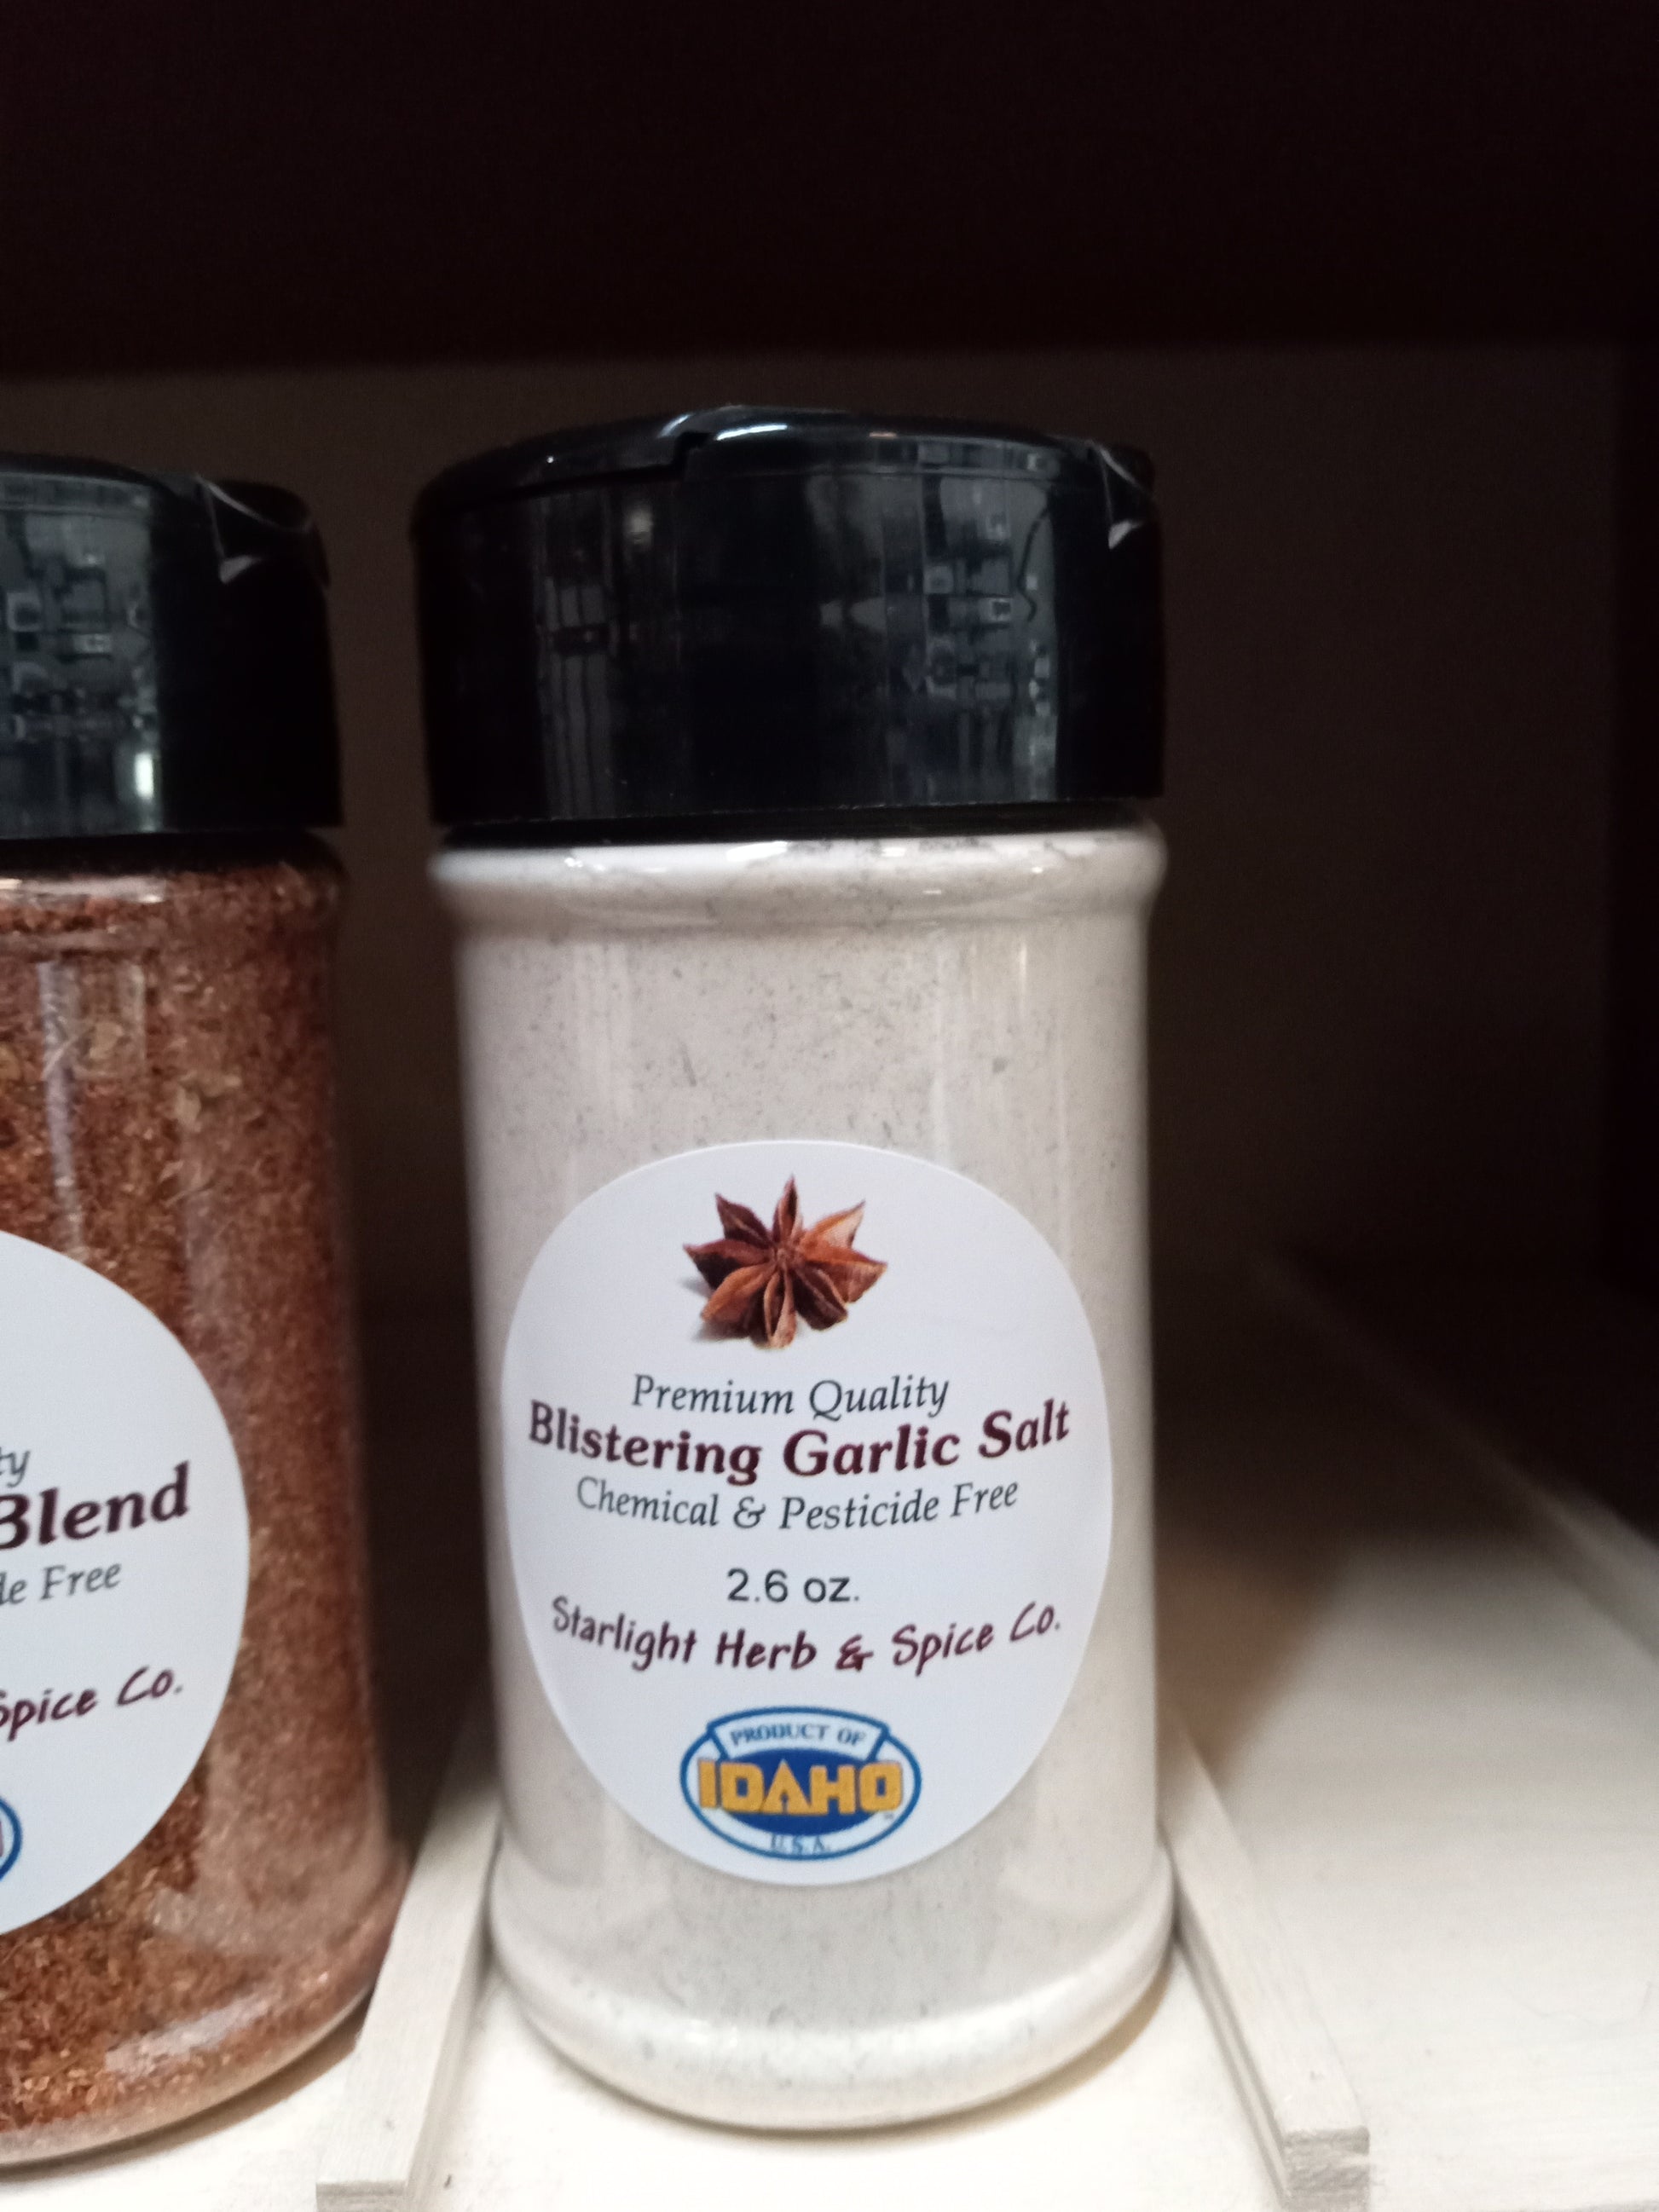 Premium Quality
Blistering Garlic Salt
Chemical & Pesticide Free
2.6 oz.
Starlight Herb & Spice Co.
PRODUCT OF
IDAHO
U.S.A.
ty
Blend
de Free
Spice Co.